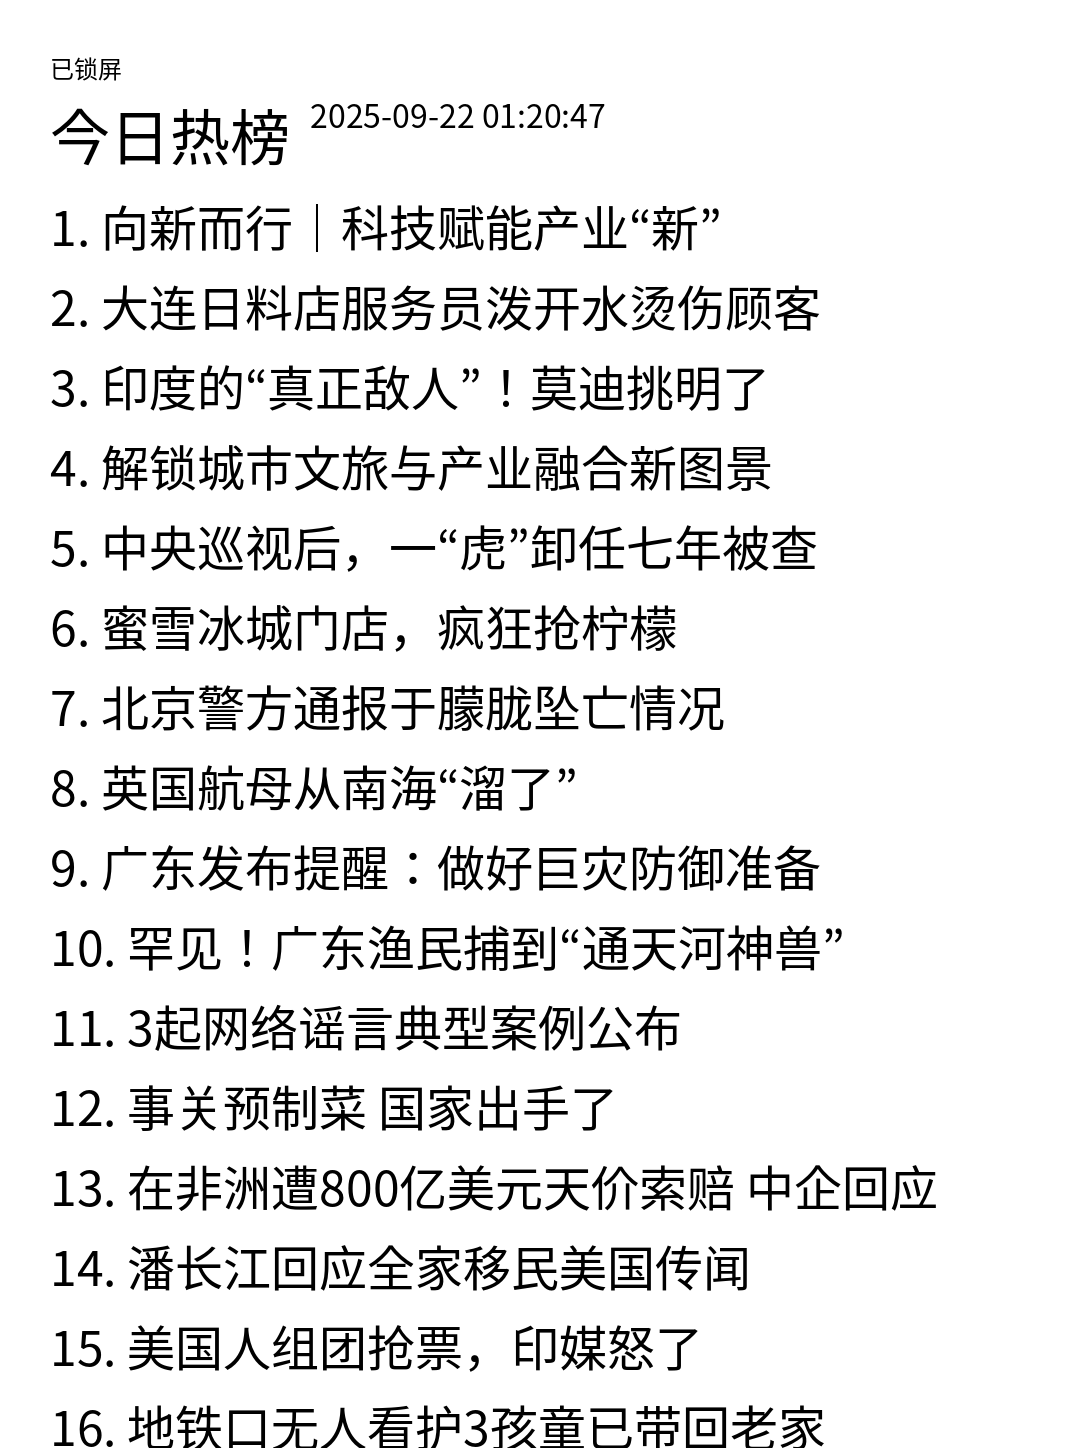 已锁屏
今日热榜 2025-09-22 01:20:47
1. 向新而行｜科技赋能产业“新”
2. 大连日料店服务员泼开水烫伤顾客
3. 印度的“真正敌人”！莫迪挑明了
4. 解锁城市文旅与产业融合新图景
5. 中央巡视后，一“虎”卸任七年被查
6. 蜜雪冰城门店，疯狂抢柠檬
7. 北京警方通报于朦胧坠亡情况
8. 英国航母从南海“溜了”
9. 广东发布提醒：做好巨灾防御准备
10. 罕见！广东渔民捕到“通天河神兽”
11. 3起网络谣言典型案例公布
12. 事关预制菜 国家出手了
13. 在非洲遭800亿美元天价索赔 中企回应
14. 潘长江回应全家移民美国传闻
15. 美国人组团抢票，印媒怒了
16. 地铁口无人看护3孩童已带回老家